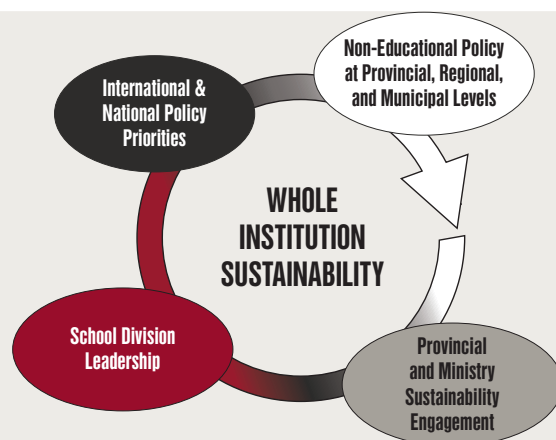 Non-Educational Policy
at Provincial, Regional,
and Municipal Levels
International &
National Policy
Priorities
WHOLE
INSTITUTION
SUSTAINABILITY
School Division
Leadership
Provincial
and Ministry
Sustainability
Engagement